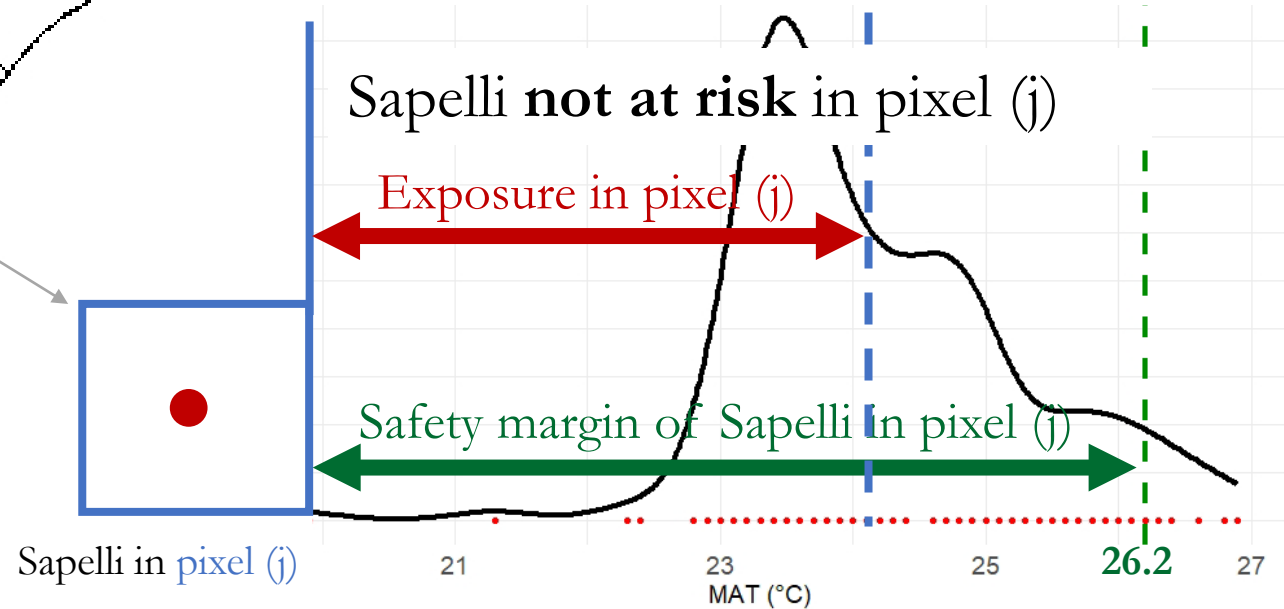 Sapelli not at risk in pixel (j)
Exposure in pixel (j)
Safety margin of Sapelli in pixel (j)
Sapelli in pixel (j)
21 23 25 26.2 27
MAT (°C)